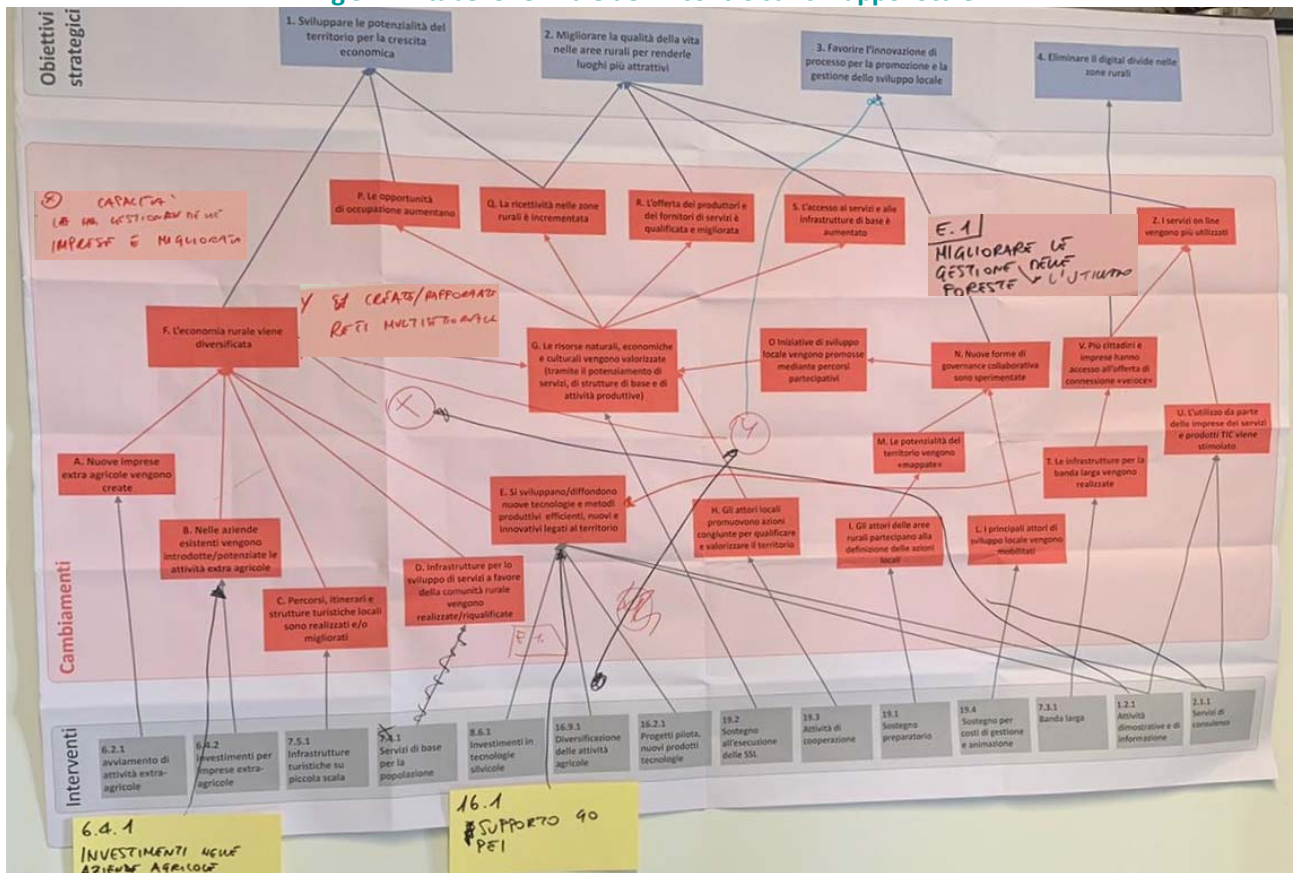 Obiettivi
strategici
1. Sviluppare le potenzialità del
territorio per la crescita
economica
2. Migliorare la qualità della vita
nelle aree rurali per renderle
luoghi più attrattivi
3. Favorire l'innovazione di
processo per la promozione e la
gestione dello sviluppo locale
4. Eliminare il digital divide nelle
zone rurali
Cambiamenti
X CAPACITA'
GESTIONALI DELLE
IMPRESE E MIGLIORATA
P. Le opportunità
di occupazione aumentano
Q. La ricettività nelle zone
rurali è incrementata
R. L'offerta dei produttori e
dei fornitori di servizi è
qualificata e migliorata
S. L'accesso ai servizi e alle
infrastrutture di base è
aumentato
E.1
MIGLIORARE LE
GESTIONE DELLE
FORESTE
Z. I servizi on line
vengono più utilizzati
Y CREATE/RAFFORZATE
RETI MULTISETTORIALI
F. L'economia rurale viene
diversificata
G. Le risorse naturali, economiche
e culturali vengono valorizzate
(tramite il potenziamento di
servizi, di strutture di base e di
attività produttive)
O Iniziative di sviluppo
locale vengono promosse
mediante percorsi
partecipativi
N. Nuove forme di
governance collaborativa
sono sperimentate
V. Più cittadini e
imprese hanno
accesso all'offerta di
connessione «veloce»
X
Y
U. L'utilizzo da parte
delle imprese dei servizi
e prodotti TIC viene
stimolato
M. Le potenzialità del
territorio vengono
«mappate»
T. Le infrastrutture per la
banda larga vengono
realizzate
A. Nuove imprese
extra agricole vengono
create
B. Nelle aziende
esistenti vengono
introdotte/potenziate le
attività extra agricole
C. Percorsi, itinerari e
strutture turistiche locali
sono realizzati e/o
migliorati
D. Infrastrutture per lo
sviluppo di servizi a favore
della comunità rurale
vengono
realizzate/riqualificate
E. Si sviluppano/diffondono
nuove tecnologie e metodi
produttivi efficienti, nuovi e
innovativi legati al territorio
H. Gli attori locali
promuovono azioni
congiunte per qualificare
e valorizzare il territorio
I. Gli attori delle aree
rurali partecipano alla
definizione delle azioni
locali
L. I principali attori di
sviluppo locale vengono
mobilitati
Interventi
6.2.1
avviamento di
attività extra-
agricole
6.4.2
investimenti per
imprese extra-
agricole
7.5.1
Infrastrutture
turistiche su
piccola scala
Servizi di base
per la
popolazione
8.6.1
Investimenti in
tecnologie
silvicole
16.9.1
Diversificazione
delle attività
agricole
16.2.1
Progetti pilota,
nuovi prodotti
tecnologie
19.2
Sostegno
all'esecuzione
delle SSL
19.3
Attività di
cooperazione
19.1
Sostegno
preparatorio
19.4
Sostegno per
costi di gestione
e animazione
7.3.1
Banda larga
1.2.1
Attività
dimostrative e di
informazione
2.1.1
Servizi di
consulenza
6.4.1
INVESTIMENTI NELLE
AZIENDE AGRICOLE
16.1
SUPPORTO GO
PEI